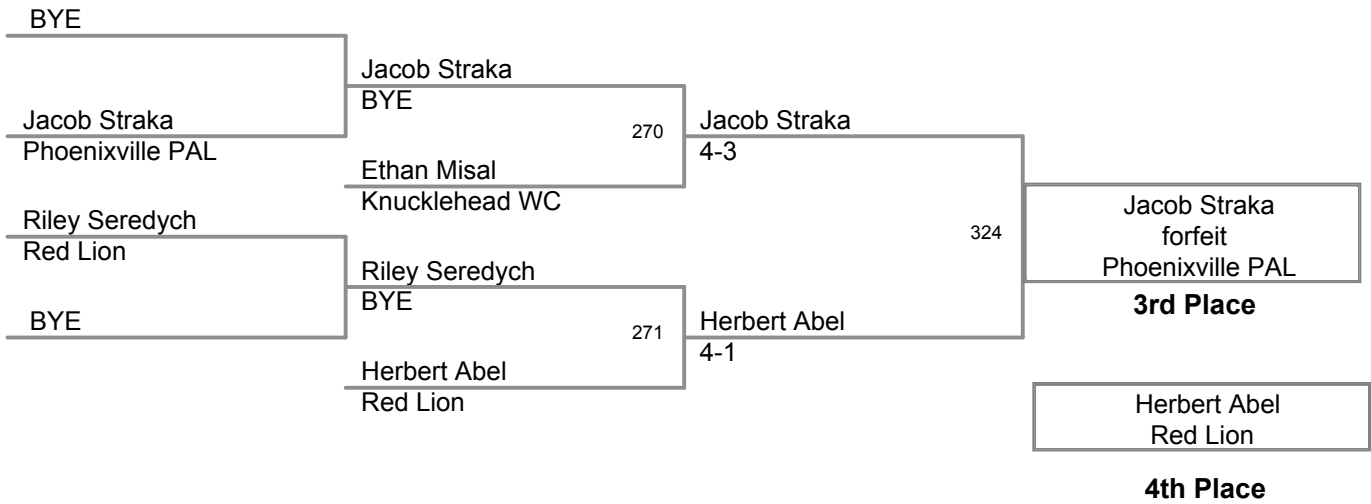 BYE
Jacob Straka
BYE
Jacob Straka
Phoenixville PAL
270
Jacob Straka
4-3
Ethan Misal
Knucklehead WC
Riley Seredych
Red Lion
324
Jacob Straka
forfeit
Phoenixville PAL
3rd Place
Riley Seredych
BYE
BYE
271
Herbert Abel
4-1
Herbert Abel
Red Lion
Herbert Abel
Red Lion
4th Place